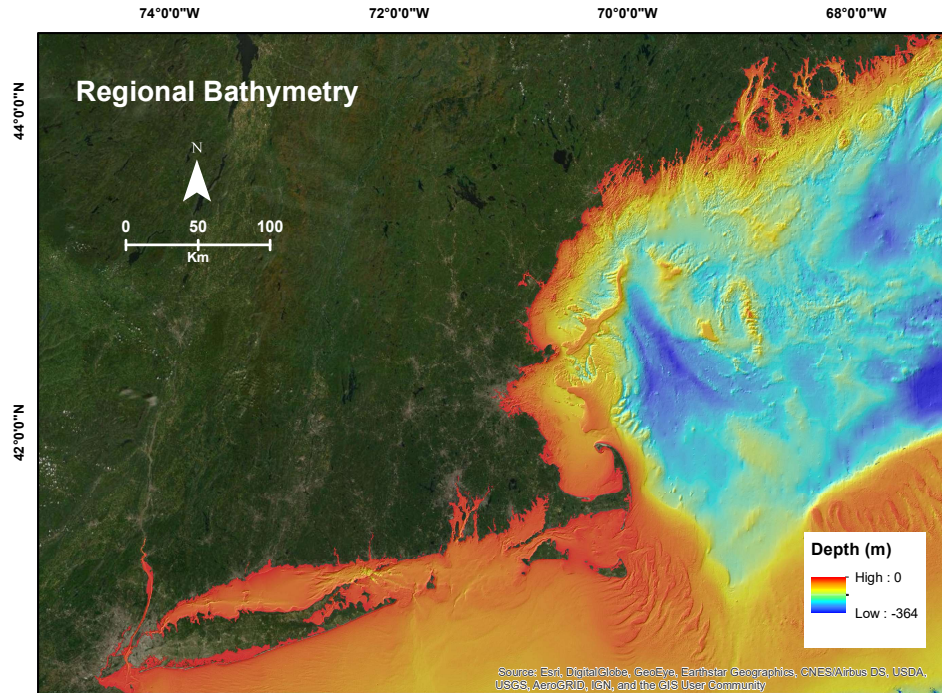 74°0'0"W 72°0'0"W 70°0'0"W 68°0'0"W
44°0'0"N
42°0'0"N
Regional Bathymetry
N
0 50 100
Km
Depth (m)
High : 0
Low : -364
Source: Esri, DigitalGlobe, GeoEye, Earthstar Geographics, CNES/Airbus DS, USDA,
USGS, AeroGRID, IGN, and the GIS User Community